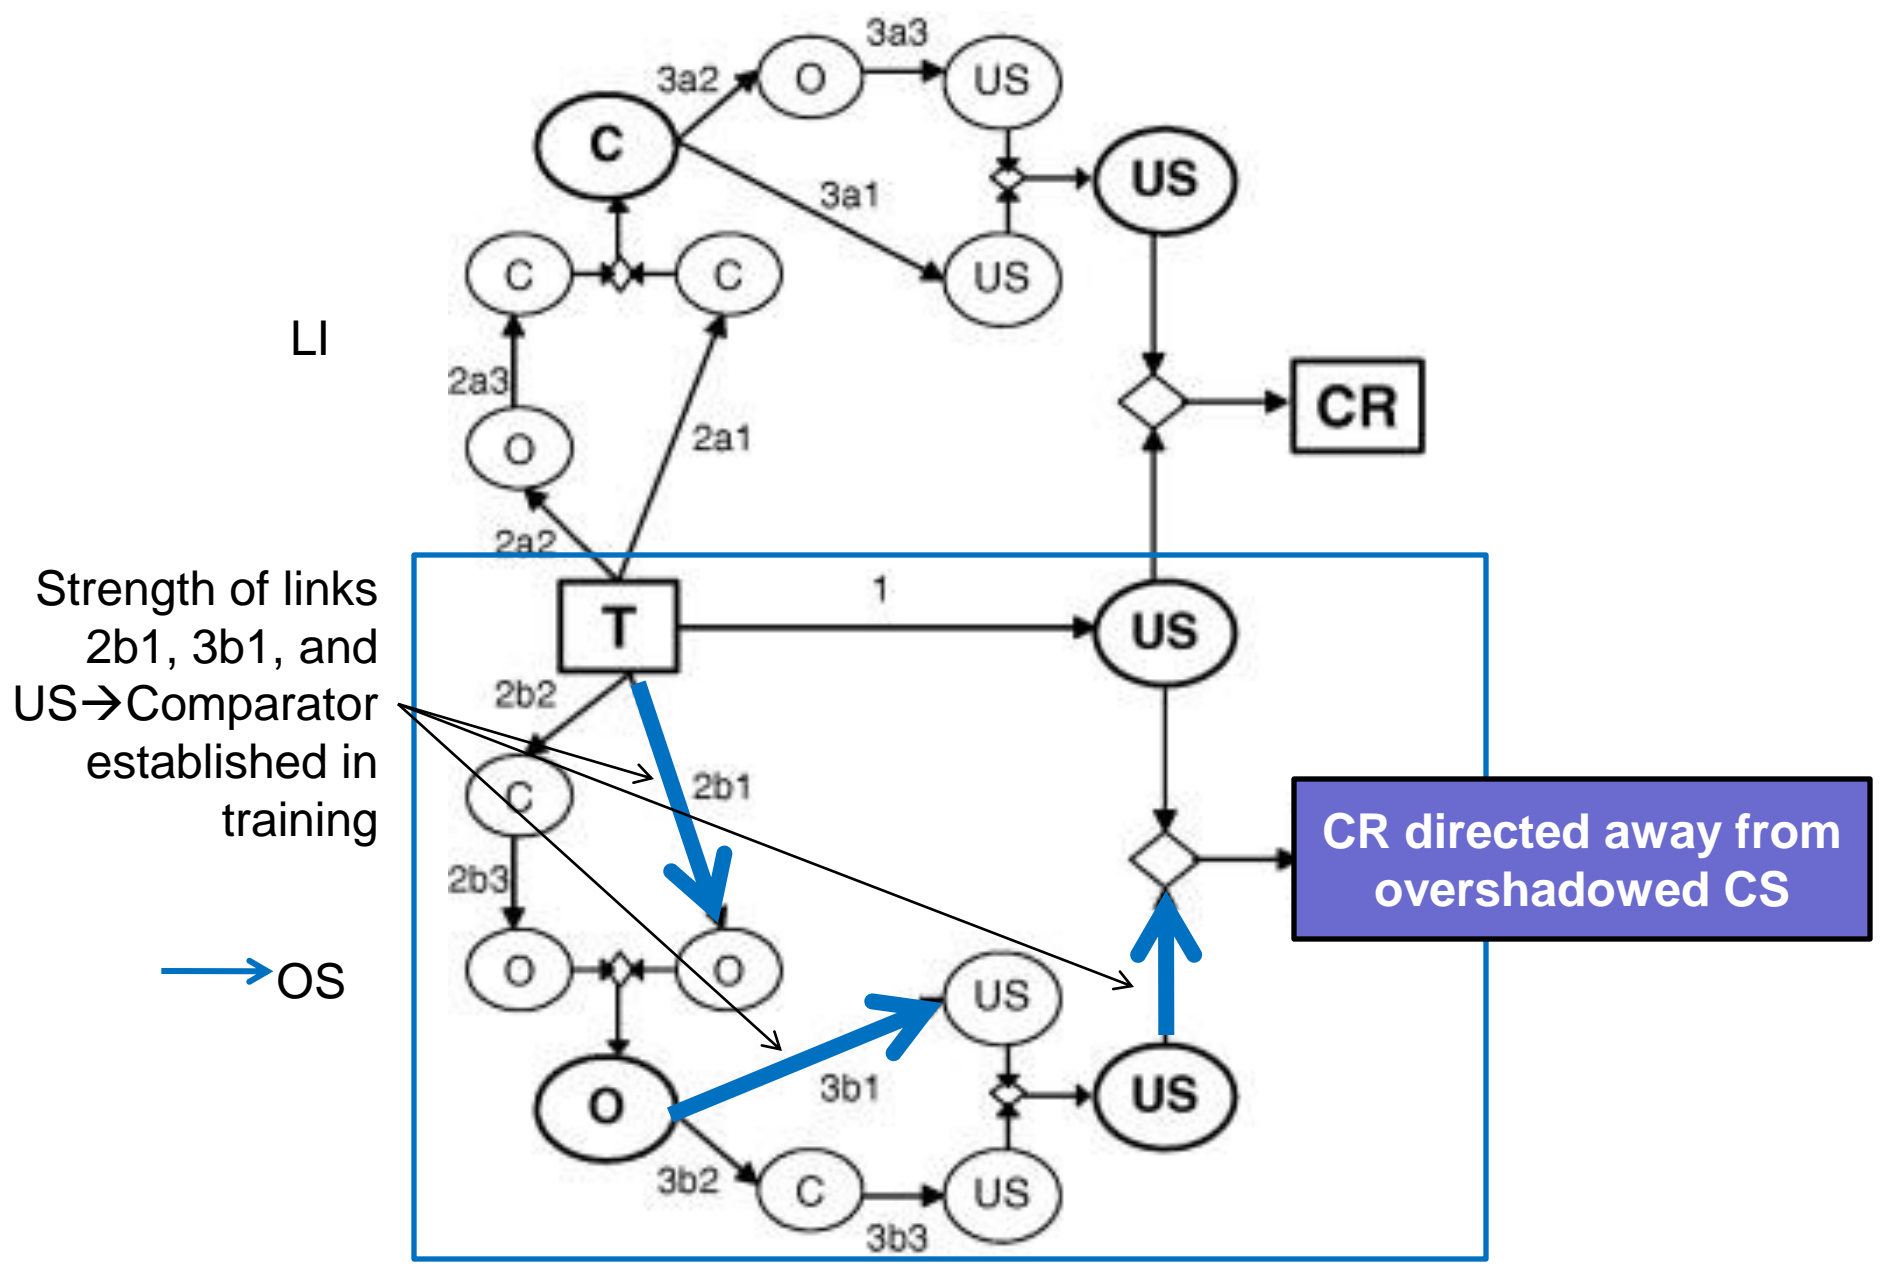 3a3
3a2
O
US
C
US
3a1
C
C
US
LI
2a3
CR
2a1
O
2a2
Strength of links
2b1, 3b1, and
US→Comparator
established in
training
1
T
US
2b2
2b1
C
CR directed away from
overshadowed CS
2b3
O
O
OS
US
3b1
O
US
3b2
C
US
3b3